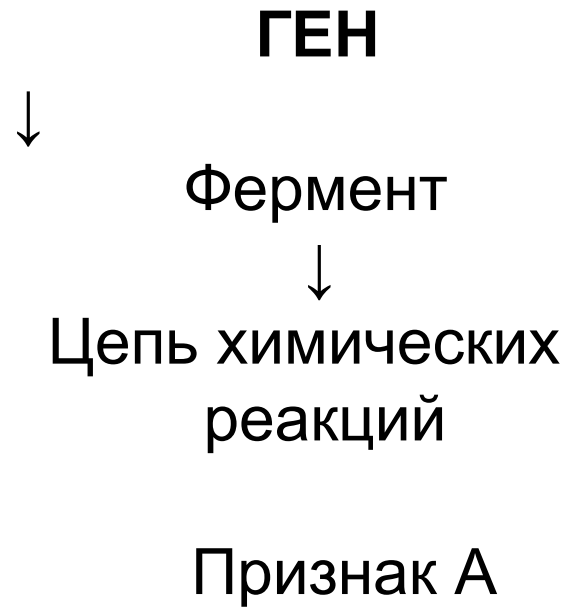 ГЕН
↓
Фермент
↓
Цепь химических
реакций
Признак А